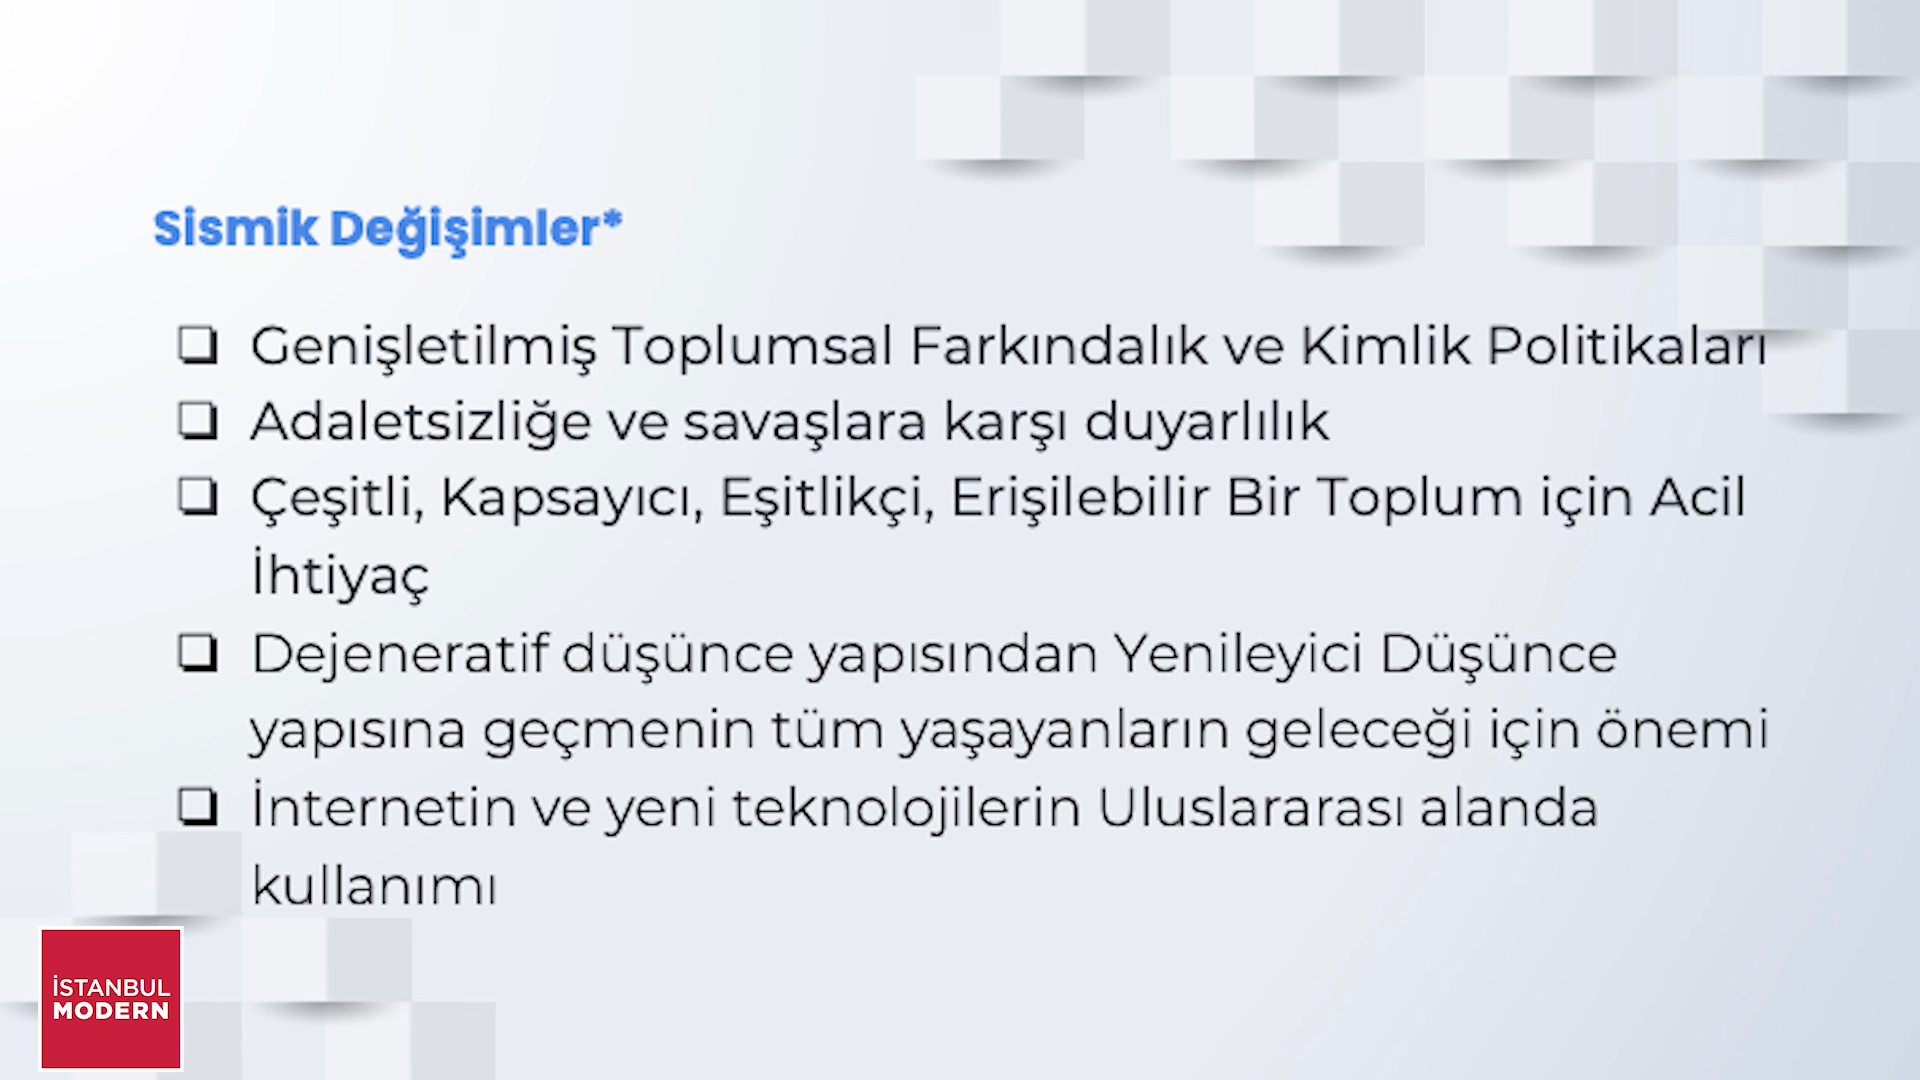 Sismik Değişimler*
❏ Genişletilmiş Toplumsal Farkındalık ve Kimlik Politikaları
❏ Adaletsizliğe ve savaşlara karşı duyarlılık
❏ Çeşitli, Kapsayıcı, Eşitlikçi, Erişilebilir Bir Toplum için Acil
İhtiyaç
❏ Dejeneratif düşünce yapısından Yenileyici Düşünce
yapısına geçmenin tüm yaşayanların geleceği için önemi
❏ İnternetin ve yeni teknolojilerin Uluslararası alanda
kullanımı
İSTANBUL
MODERN